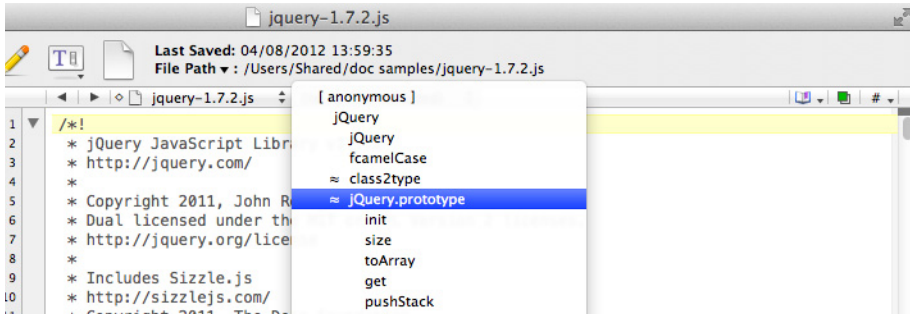 jquery-1.7.2.js
Last Saved: 04/08/2012 13:59:35
File Path ▾ : /Users/Shared/doc samples/jquery-1.7.2.js
jquery-1.7.2.js
[ anonymous ]
jQuery
jQuery
fcamelCase
≈ class2type
≈ jQuery.prototype
init
size
toArray
get
pushStack
# 
1 /*!
2 * jQuery JavaScript Libr
3 * http://jquery.com/
4 *
5 * Copyright 2011, John R
6 * Dual licensed under th
7 * http://jquery.org/lice
8 *
9 * Includes Sizzle.js
10 * http://sizzlejs.com/